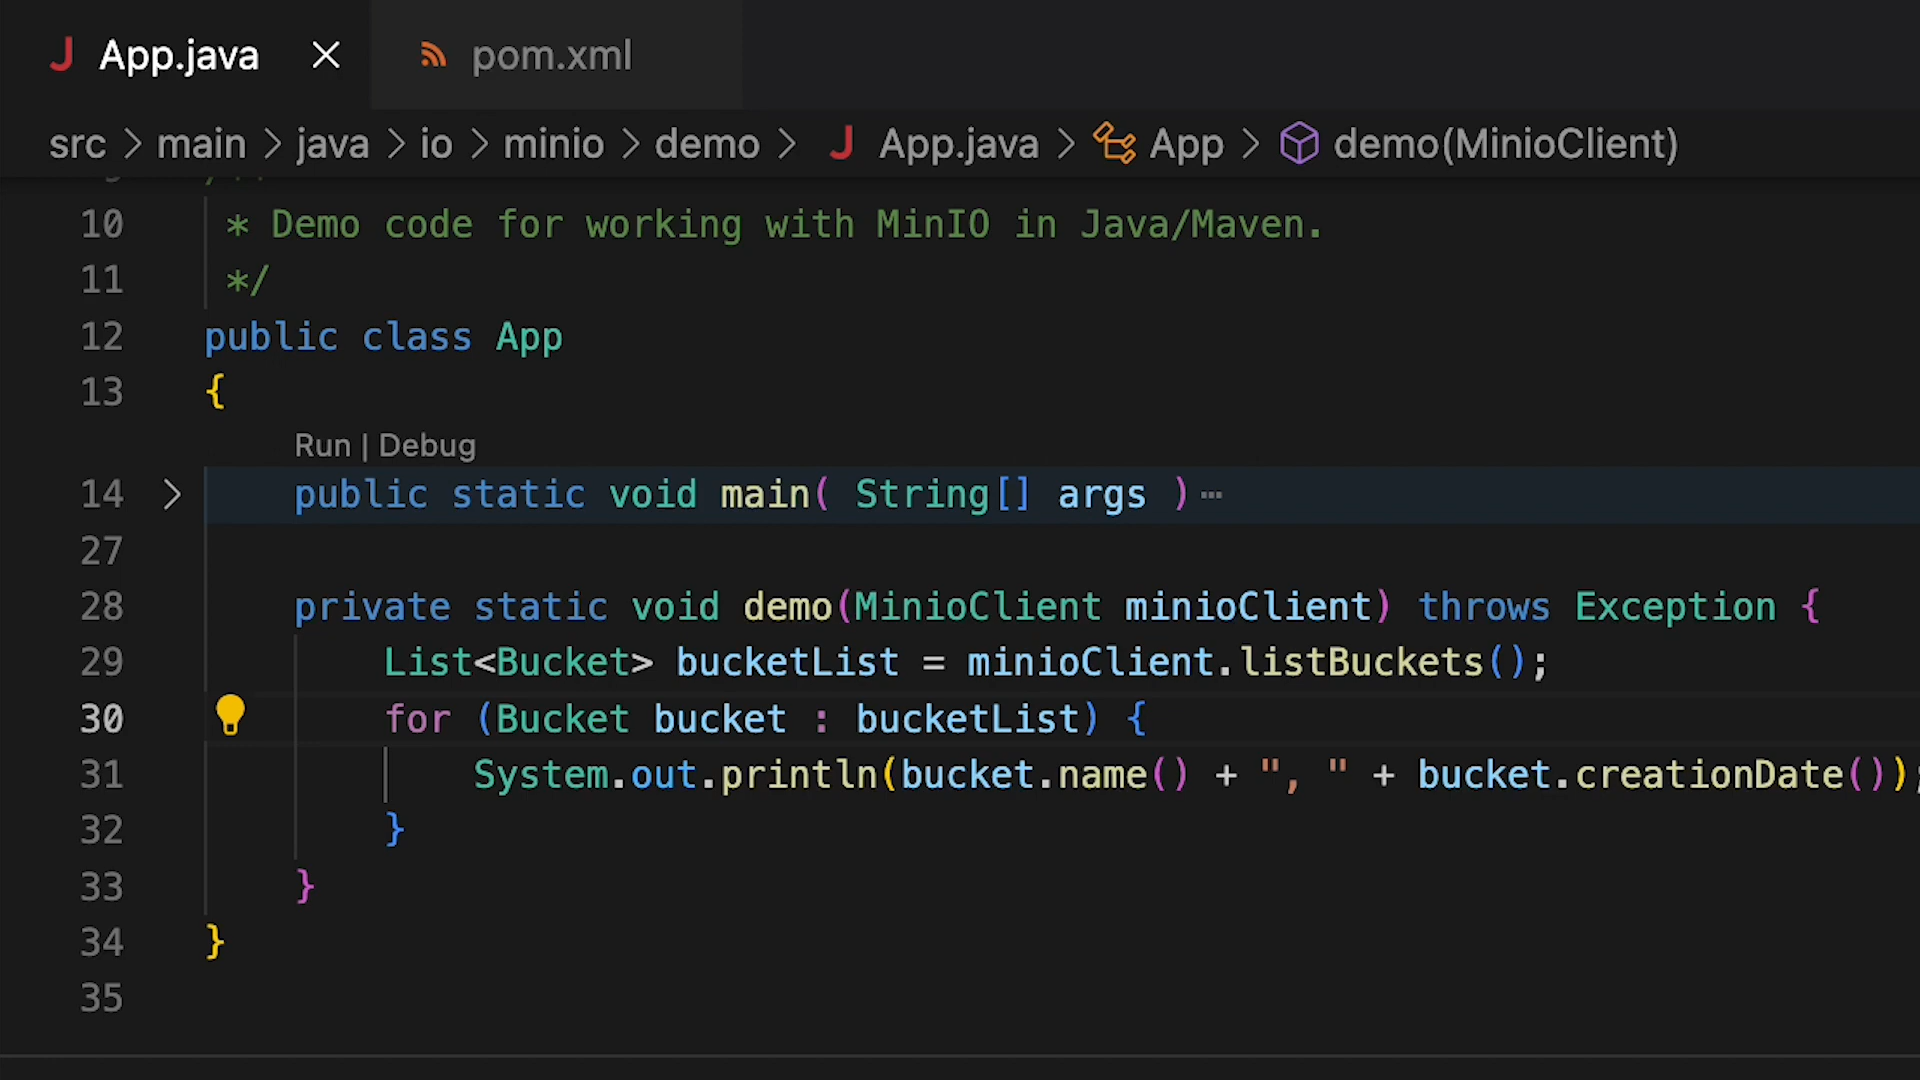 App.java pom.xml
src > main > java > io > minio > demo > App.java > App > demo(MinioClient)
10 * Demo code for working with MinIO in Java/Maven.
11 */
12 public class App
13 {
Run | Debug
14 public static void main( String[] args ) ⋯
27
28 private static void demo(MinioClient minioClient) throws Exception {
29 List<Bucket> bucketList = minioClient.listBuckets();
30 for (Bucket bucket : bucketList) {
31 System.out.println(bucket.name() + ", " + bucket.creationDate());
32 }
33 }
34 }
35